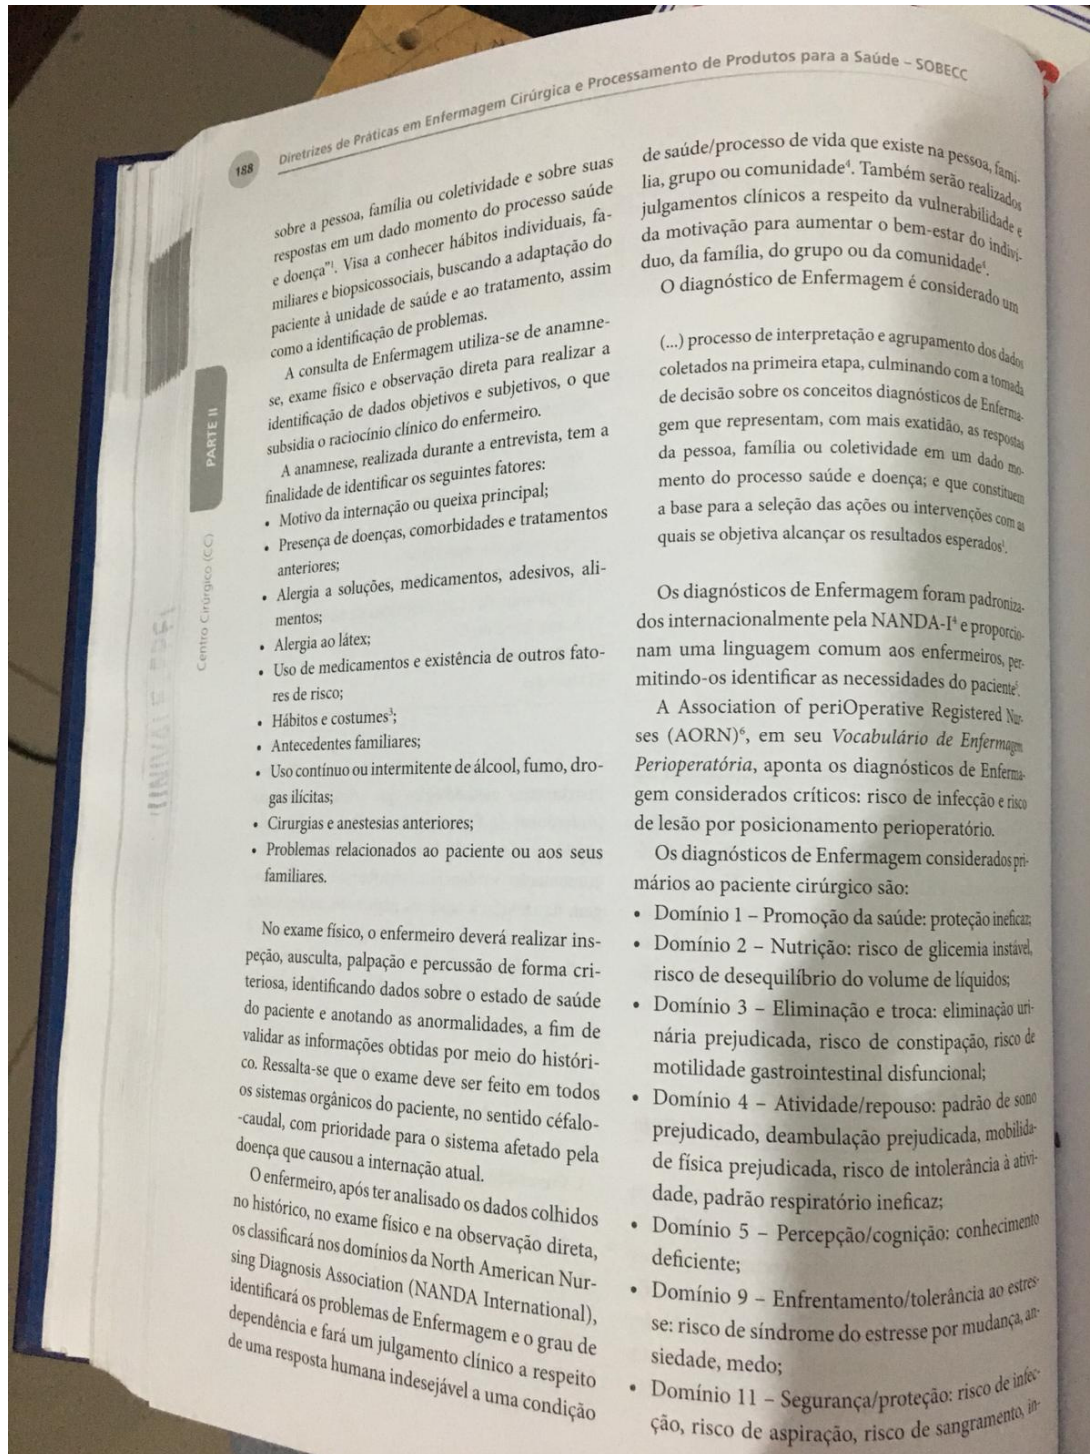 188
Diretrizes de Práticas em Enfermagem Cirúrgica e Processamento de Produtos para a Saúde – SOBECC
PARTE II
Centro Cirúrgico (CC)
sobre a pessoa, família ou coletividade e sobre suas
respostas em um dado momento do processo saúde
e doença"¹. Visa a conhecer hábitos individuais, fa-
miliares e biopsicossociais, buscando a adaptação do
paciente à unidade de saúde e ao tratamento, assim
como a identificação de problemas.
A consulta de Enfermagem utiliza-se de anamne-
se, exame físico e observação direta para realizar a
identificação de dados objetivos e subjetivos, o que
subsidia o raciocínio clínico do enfermeiro.
A anamnese, realizada durante a entrevista, tem a
finalidade de identificar os seguintes fatores:
• Motivo da internação ou queixa principal;
• Presença de doenças, comorbidades e tratamentos
anteriores;
• Alergia a soluções, medicamentos, adesivos, ali-
mentos;
• Alergia ao látex;
• Uso de medicamentos e existência de outros fato-
res de risco;
• Hábitos e costumes³;
• Antecedentes familiares;
• Uso contínuo ou intermitente de álcool, fumo, dro-
gas ilícitas;
• Cirurgias e anestesias anteriores;
• Problemas relacionados ao paciente ou aos seus
familiares.
No exame físico, o enfermeiro deverá realizar ins-
peção, ausculta, palpação e percussão de forma cri-
teriosa, identificando dados sobre o estado de saúde
do paciente e anotando as anormalidades, a fim de
validar as informações obtidas por meio do históri-
co. Ressalta-se que o exame deve ser feito em todos
os sistemas orgânicos do paciente, no sentido céfalo-
-caudal, com prioridade para o sistema afetado pela
doença que causou a internação atual.
O enfermeiro, após ter analisado os dados colhidos
no histórico, no exame físico e na observação direta,
os classificará nos domínios da North American Nur-
sing Diagnosis Association (NANDA International),
identificará os problemas de Enfermagem e o grau de
dependência e fará um julgamento clínico a respeito
de uma resposta humana indesejável a uma condição
de saúde/processo de vida que existe na pessoa, famí-
lia, grupo ou comunidade⁴. Também serão realizados
julgamentos clínicos a respeito da vulnerabilidade e
da motivação para aumentar o bem-estar do indiví-
duo, da família, do grupo ou da comunidade⁴.
O diagnóstico de Enfermagem é considerado um
(...) processo de interpretação e agrupamento dos dados
coletados na primeira etapa, culminando com a tomada
de decisão sobre os conceitos diagnósticos de Enferma-
gem que representam, com mais exatidão, as respostas
da pessoa, família ou coletividade em um dado mo-
mento do processo saúde e doença; e que constituem
a base para a seleção das ações ou intervenções com as
quais se objetiva alcançar os resultados esperados¹.
Os diagnósticos de Enfermagem foram padroniza-
dos internacionalmente pela NANDA-I⁴ e proporcio-
nam uma linguagem comum aos enfermeiros, per-
mitindo-os identificar as necessidades do paciente⁵.
A Association of periOperative Registered Nur-
ses (AORN)⁶, em seu Vocabulário de Enfermagem
Perioperatória, aponta os diagnósticos de Enferma-
gem considerados críticos: risco de infecção e risco
de lesão por posicionamento perioperatório.
Os diagnósticos de Enfermagem considerados pri-
mários ao paciente cirúrgico são:
• Domínio 1 – Promoção da saúde: proteção ineficaz;
• Domínio 2 – Nutrição: risco de glicemia instável,
risco de desequilíbrio do volume de líquidos;
• Domínio 3 – Eliminação e troca: eliminação uri-
nária prejudicada, risco de constipação, risco de
motilidade gastrointestinal disfuncional;
• Domínio 4 – Atividade/repouso: padrão de sono
prejudicado, deambulação prejudicada, mobilida-
de física prejudicada, risco de intolerância à ativi-
dade, padrão respiratório ineficaz;
• Domínio 5 – Percepção/cognição: conhecimento
deficiente;
• Domínio 9 – Enfrentamento/tolerância ao estres-
se: risco de síndrome do estresse por mudança, an-
siedade, medo;
• Domínio 11 – Segurança/proteção: risco de infec-
ção, risco de aspiração, risco de sangramento, in-